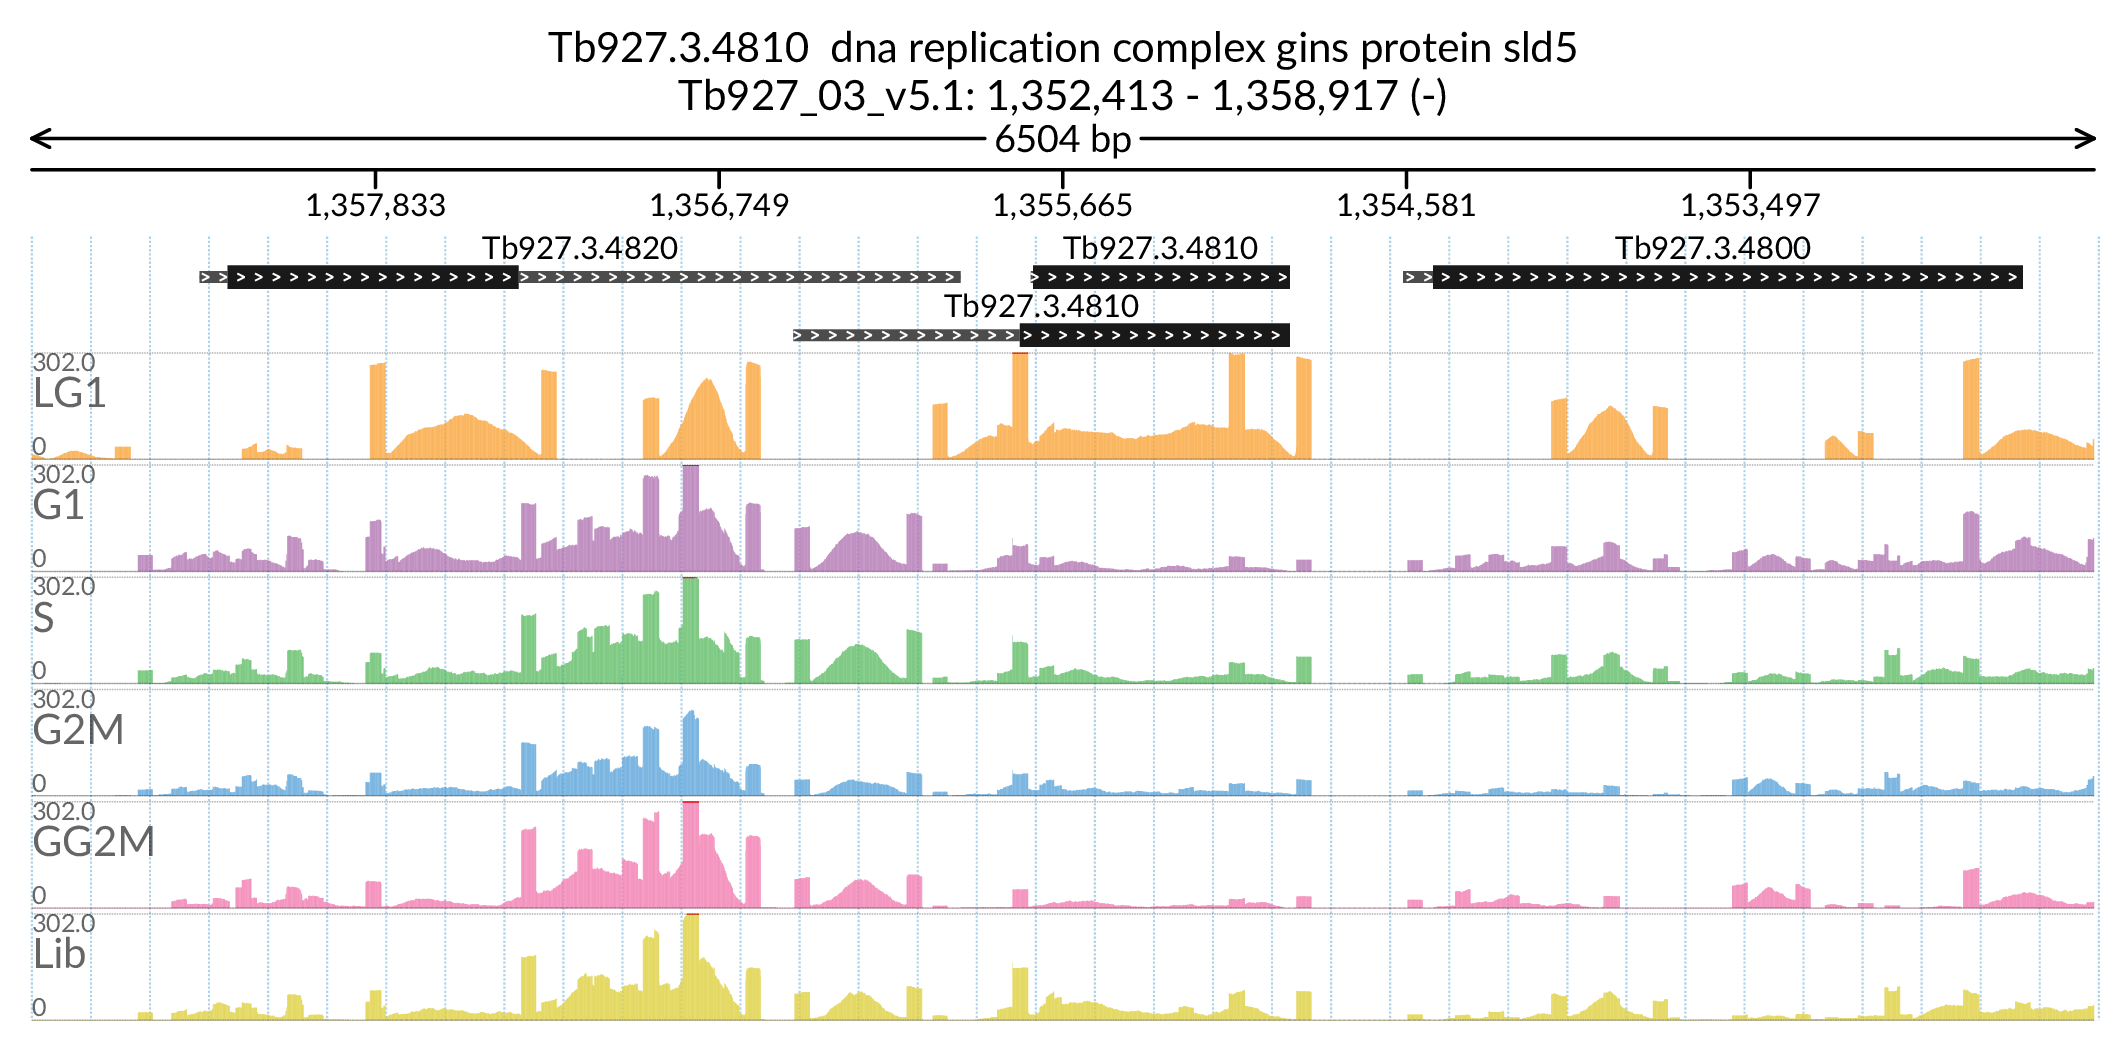 Tb927.3.4810  dna replication complex gins protein sld5
Tb927_03_v5.1: 1,352,413 - 1,358,917 (-)
6504 bp
1,357,833 1,356,749 1,355,665 1,354,581 1,353,497
Tb927.3.4820 Tb927.3.4810 Tb927.3.4800
Tb927.3.4810
302.0
LG1
0
302.0
G1
0
302.0
S
0
302.0
G2M
0
302.0
GG2M
0
302.0
Lib
0